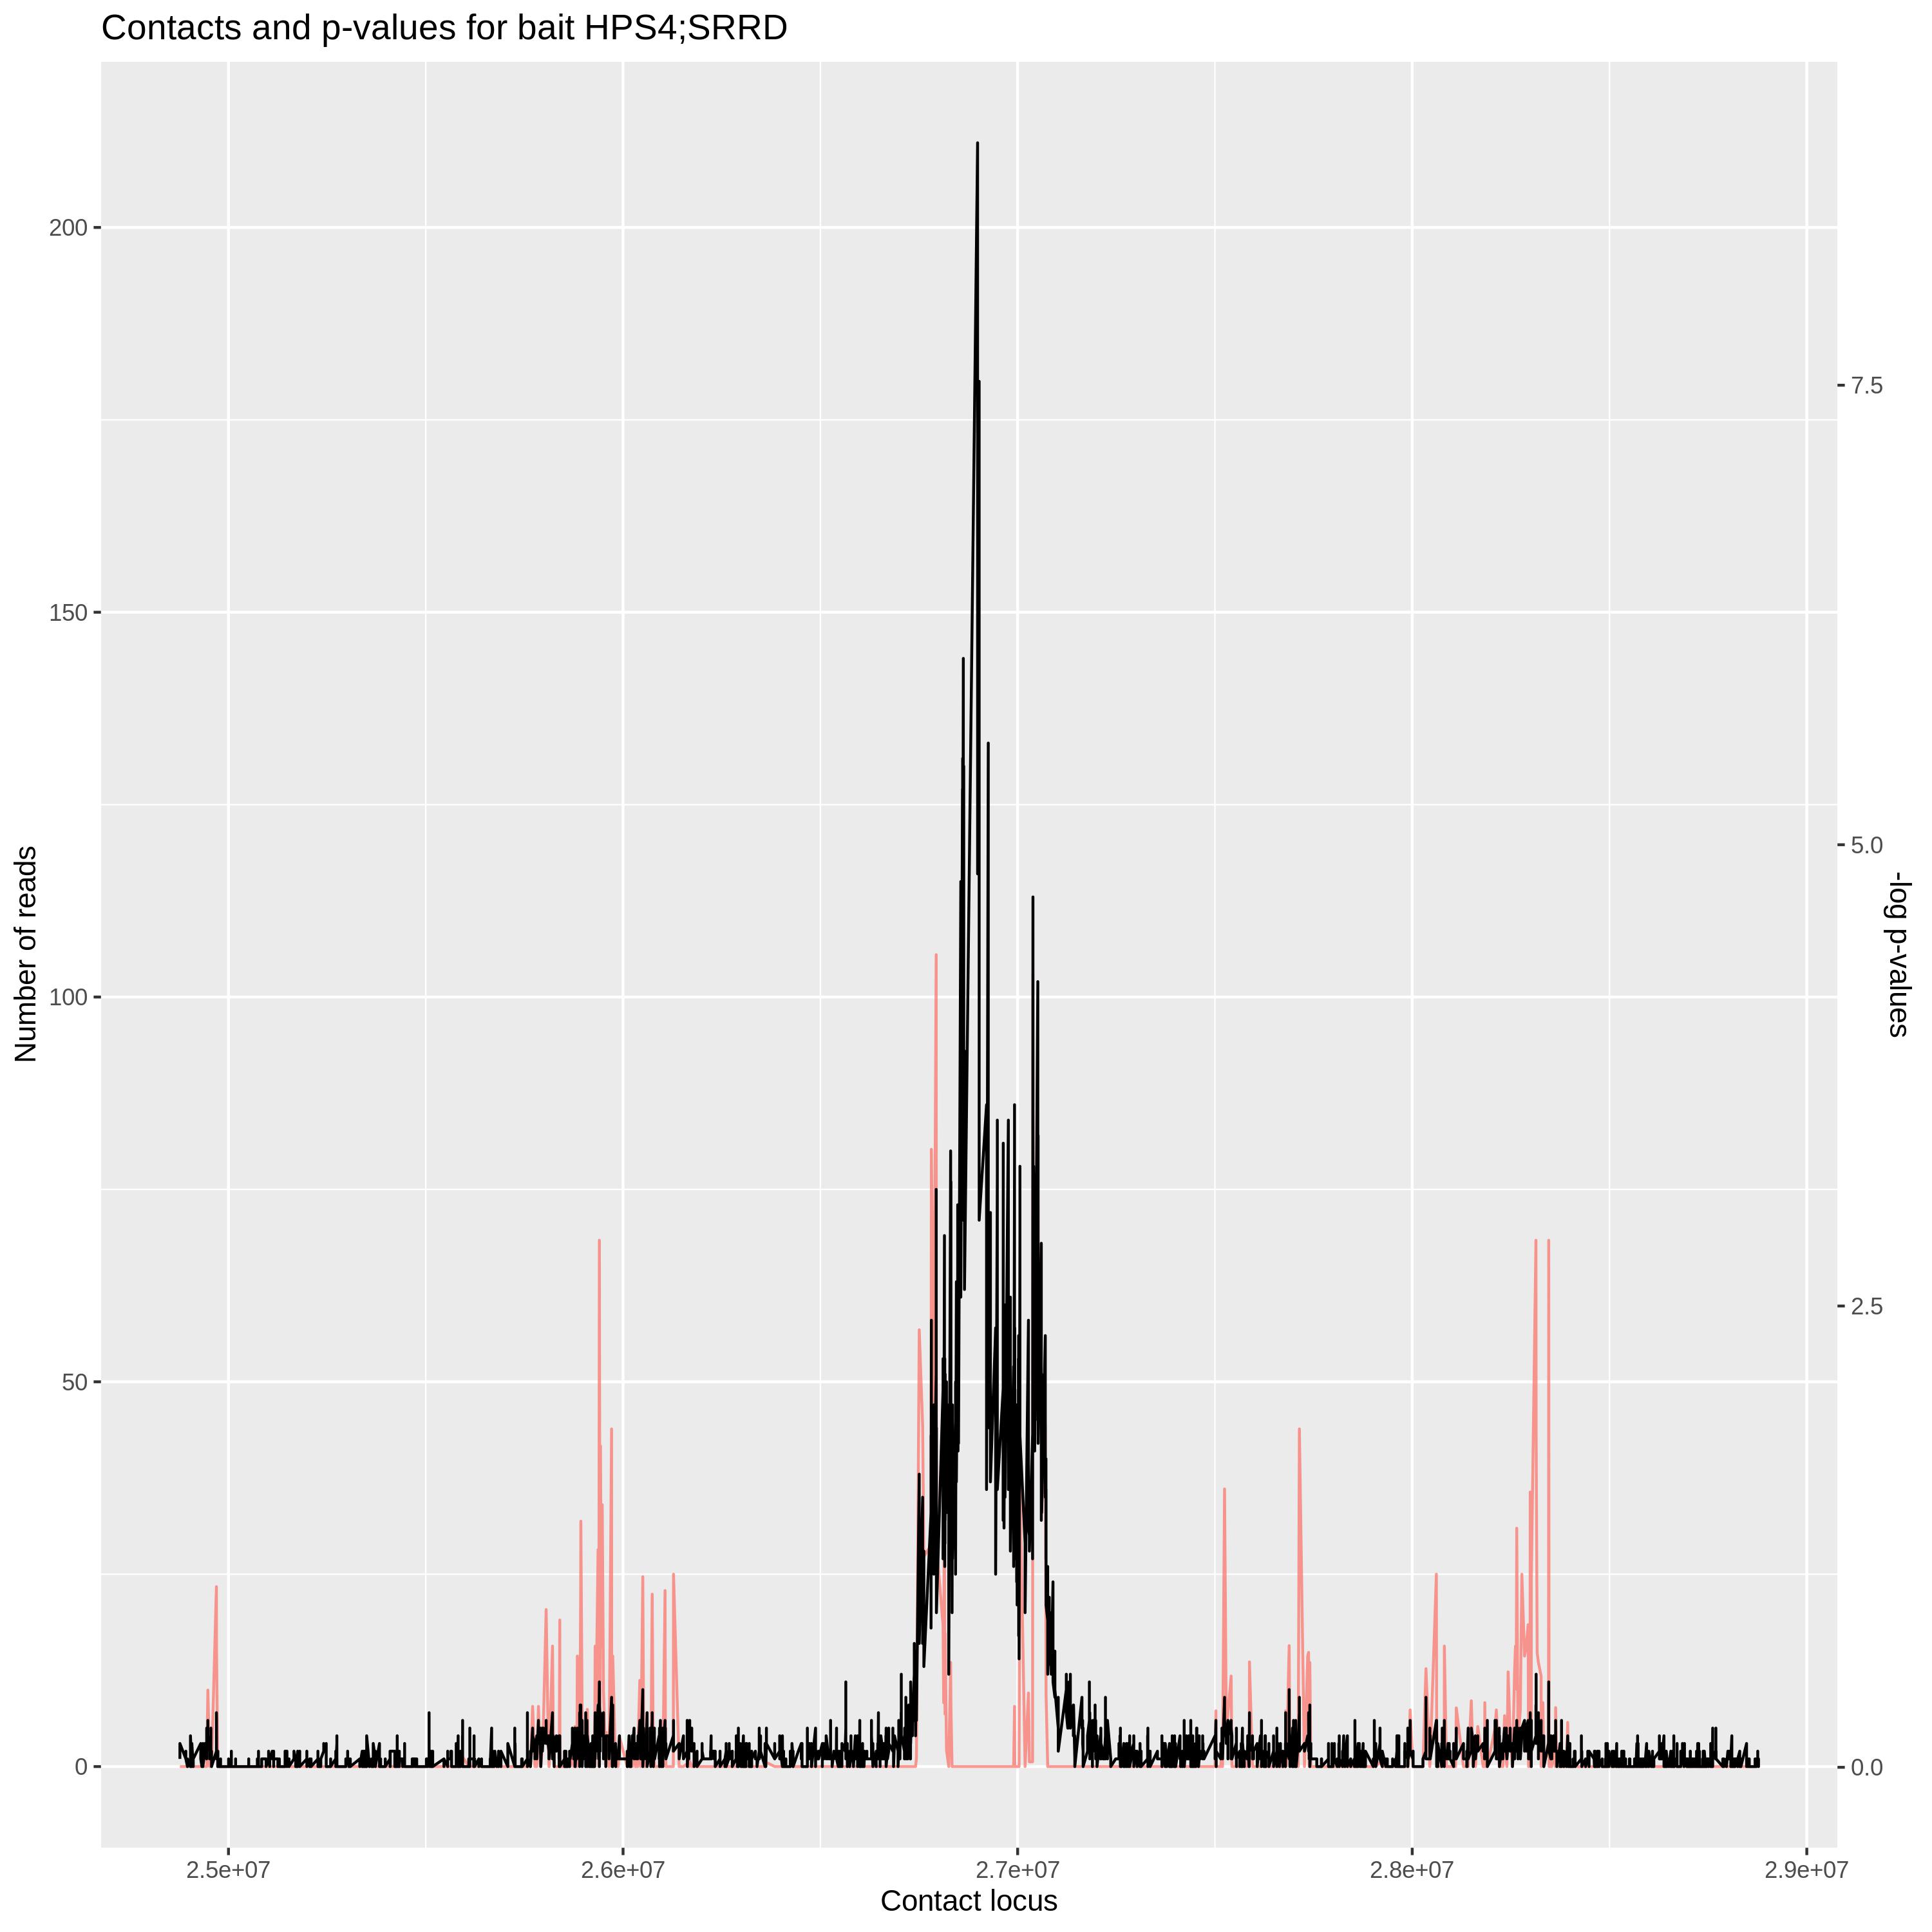 Contacts and p-values for bait HPS4;SRRD
200
150
100
50
0
7.5
5.0
2.5
0.0
Number of reads
-log p-values
2.5e+07
2.6e+07
2.7e+07
2.8e+07
2.9e+07
Contact locus